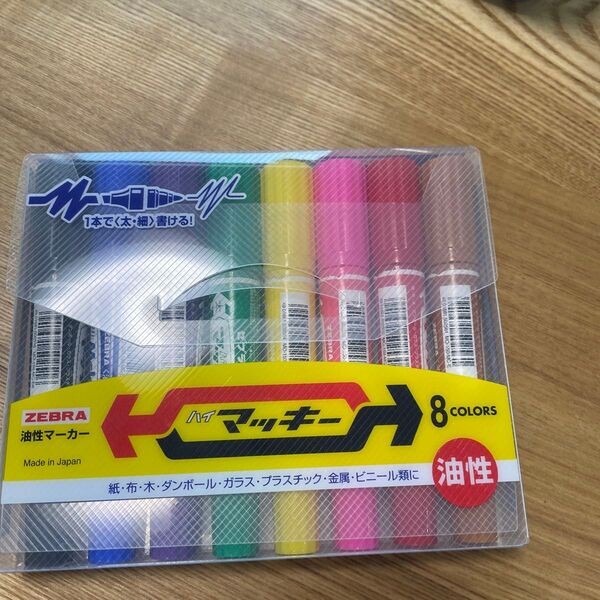 1本で〈太・細〉書ける!
ZEBRA
油性マーカー
Made in Japan
ハイ マッキー
8 COLORS
油性
紙・布・木・ダンボール・ガラス・プラスチック・金属・ビニール類に